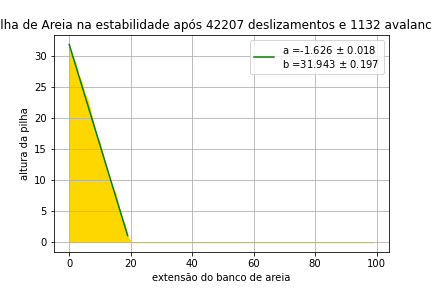 lha de Areia na estabilidade após 42207 deslizamentos e 1132 avalanc
a =-1.626 ± 0.018
b =31.943 ± 0.197
altura da pilha
30
25
20
15
10
5
0
0 20 40 60 80 100
extensão do banco de areia